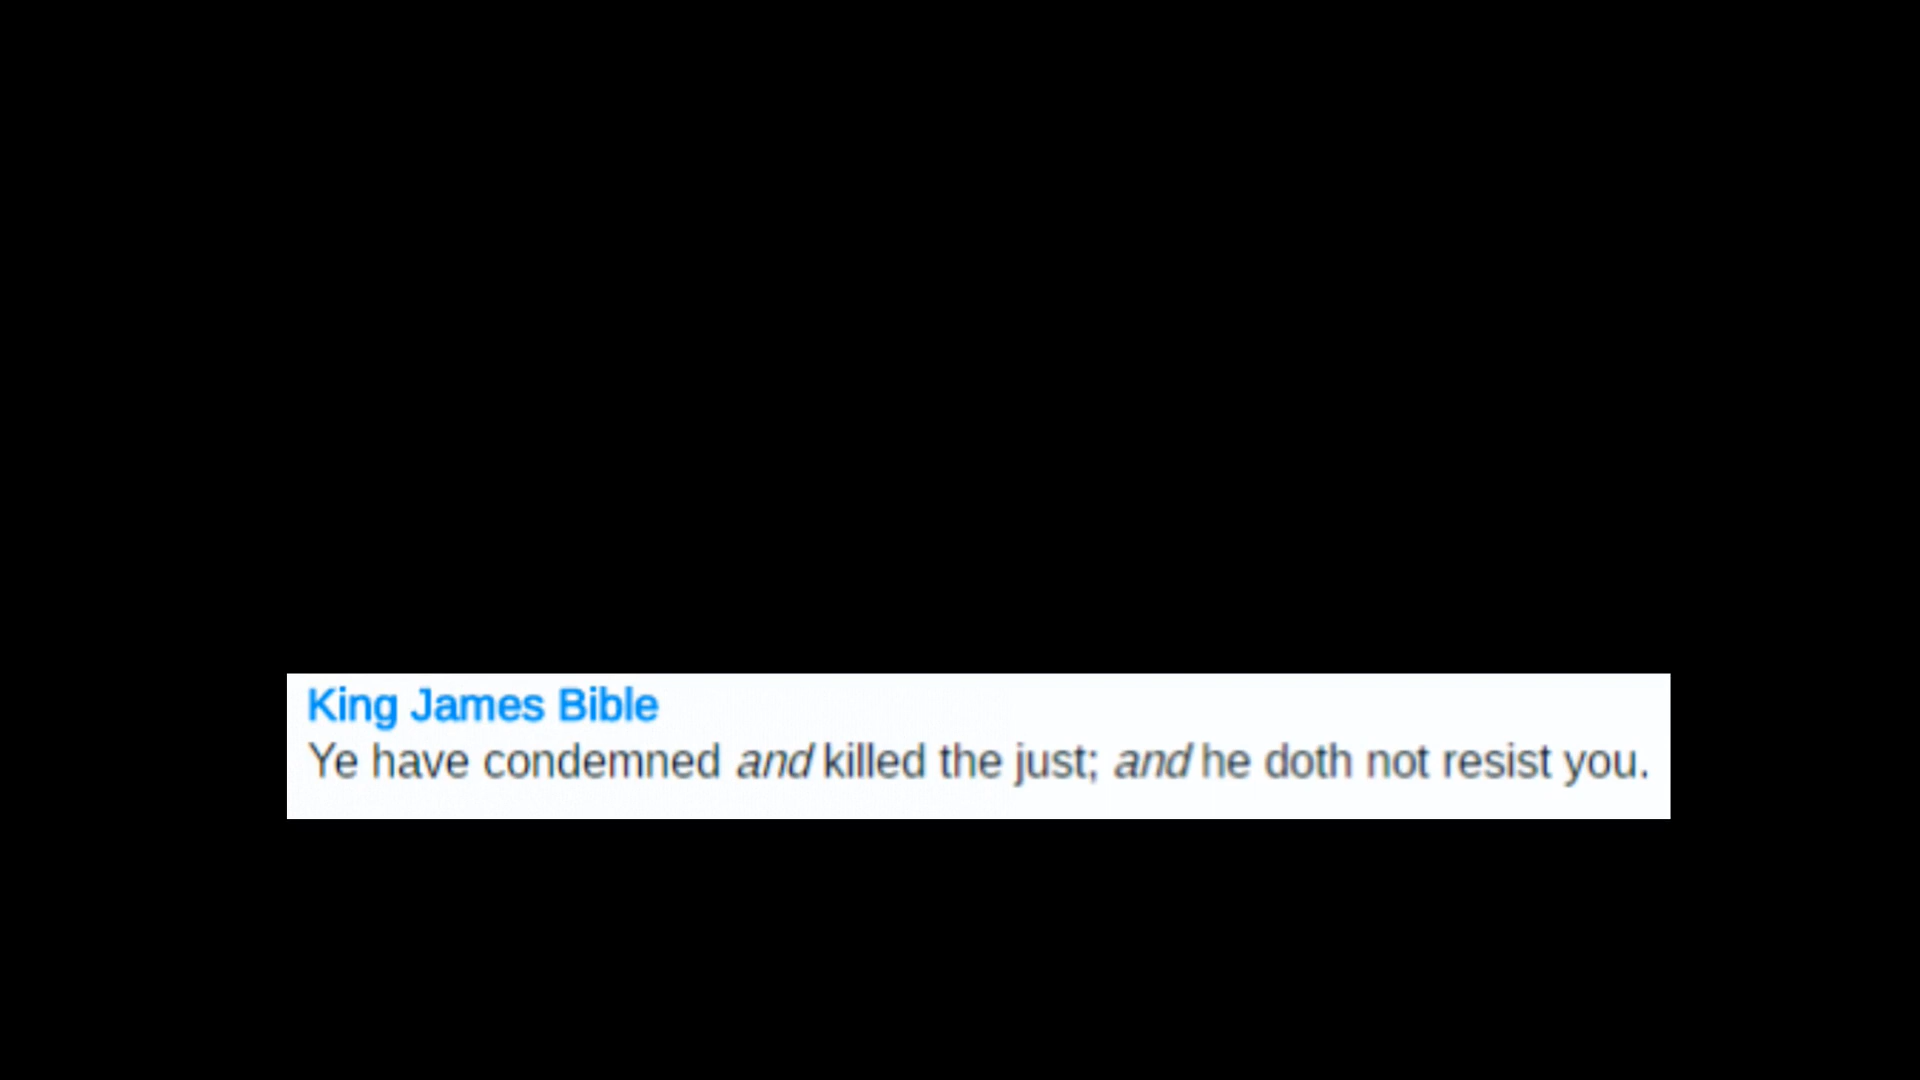 King James Bible
Ye have condemned and killed the just; and he doth not resist you.